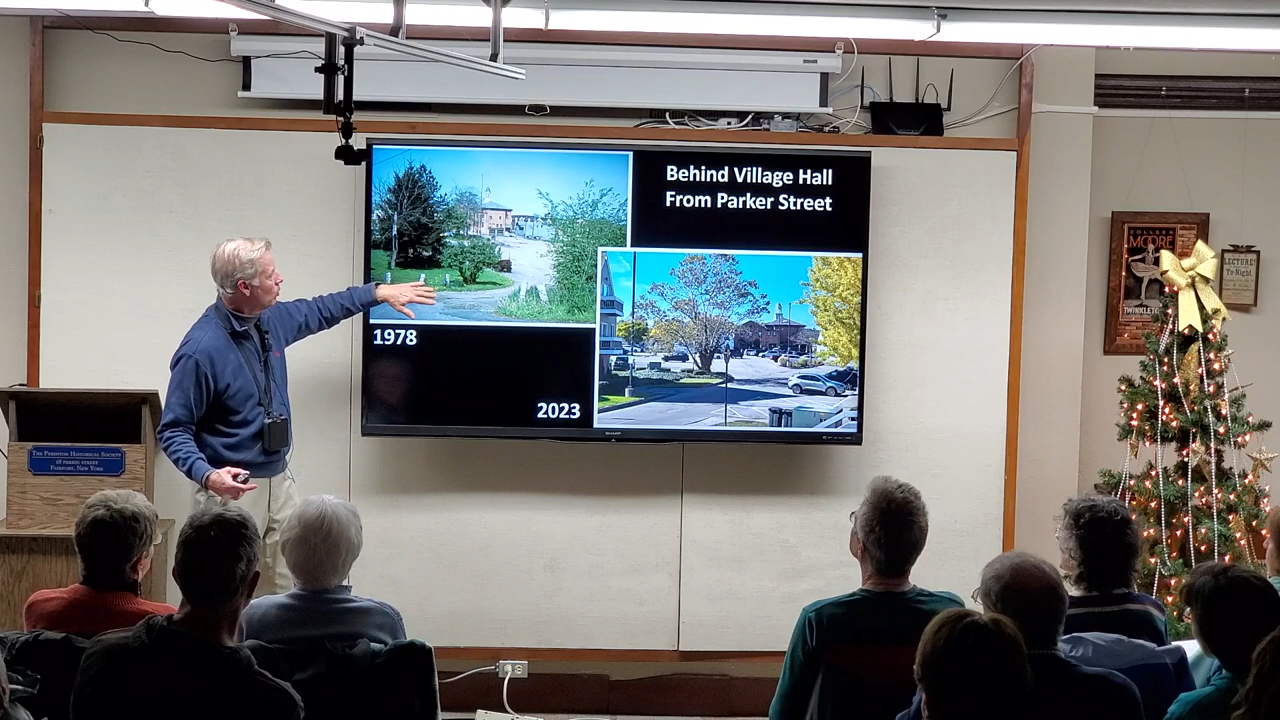 Behind Village Hall
From Parker Street
1978
2023
SHARP
THE PERINTON HISTORICAL SOCIETY
18 PERRIN STREET
FAIRPORT, NEW YORK
COLLEEN
MOORE
LECTURE!
To-Night